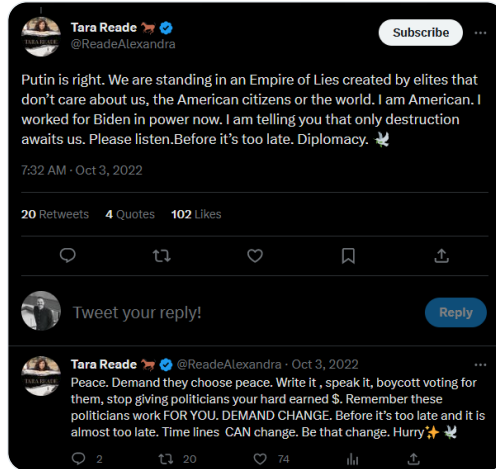 Tara Reade 🐎
@ReadeAlexandra
Subscribe
TARA READE
Putin is right. We are standing in an Empire of Lies created by elites that
don't care about us, the American citizens or the world. I am American. I
worked for Biden in power now. I am telling you that only destruction
awaits us. Please listen.Before it's too late. Diplomacy. 🕊
7:32 AM · Oct 3, 2022
20 Retweets 4 Quotes 102 Likes
Tweet your reply!
Reply
Tara Reade 🐎 @ReadeAlexandra · Oct 3, 2022
TARA READE
Peace. Demand they choose peace. Write it , speak it, boycott voting for
them, stop giving politicians your hard earned $. Remember these
politicians work FOR YOU. DEMAND CHANGE. Before it's too late and it is
almost too late. Time lines CAN change. Be that change. Hurry✨ 🕊
2 20 74